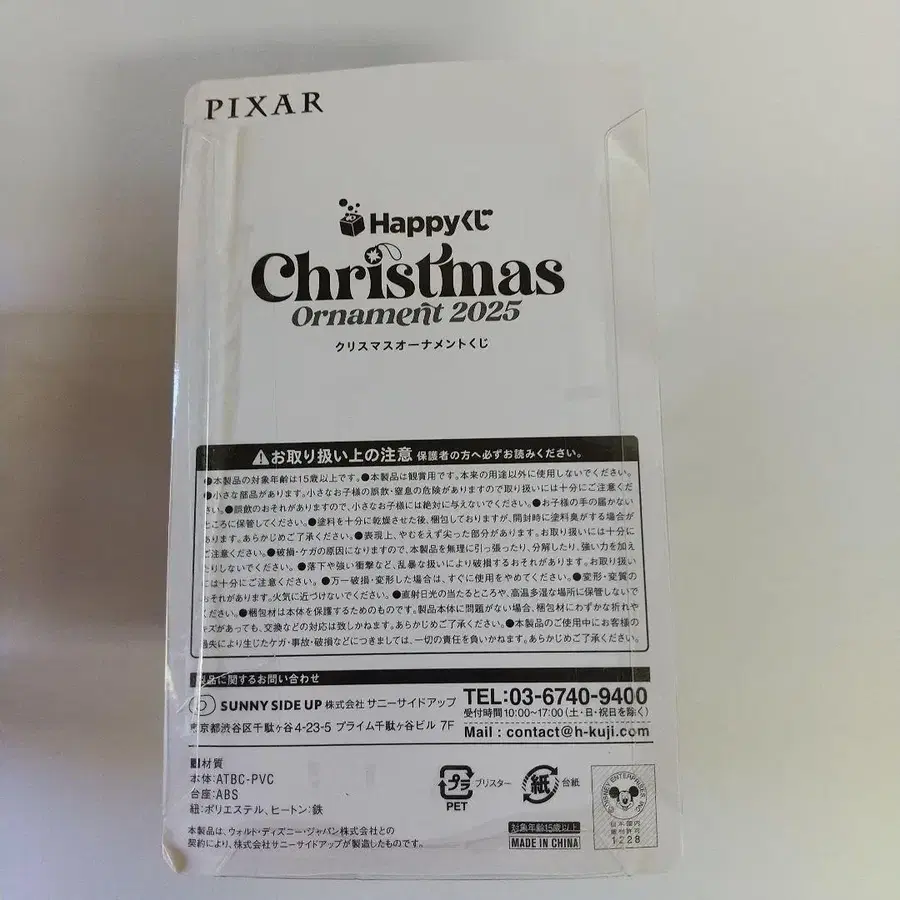 PIXAR
Happyくじ
Christmas
Ornament 2025
クリスマスオーナメントくじ
お取り扱い上の注意 保護者の方へ必ずお読みください。
●本製品の対象年齢は15歳以上です。●本製品は観賞用です。本来の用途以外に使用しないでください。
●小さな部品があります。小さなお子様の誤飲・窒息の危険がありますので取り扱いには十分にご注意くださ
い。●誤飲のおそれがありますので、小さなお子様には絶対に与えないでください。●お子様の手の届かない
ところに保管してください。●塗料を十分に乾燥させた後、梱包しておりますが、開封時に塗料臭がする場合が
あります。あらかじめご了承ください。●表現上、やむをえず尖った部分があります。お取り扱いには十分に
ご注意ください。●破損・ケガの原因になりますので、本製品を無理に引っ張ったり、分解したり、強い力を加え
たりしないでください。●落下や強い衝撃など、乱暴な扱いにより破損するおそれがあります。お取り扱い
には十分にご注意ください。●万一破損・変形した場合は、すぐに使用をやめてください。●変形・変質の
おそれがあります。火気に近づけないでください。●直射日光の当たるところや、高温多湿な場所に保管しないで
ください。●梱包材は本体を保護するためのものです。製品本体に問題がない場合、梱包材にわずかな折れや
キズがあっても、交換などの対応は致しかねます。あらかじめご了承ください。●本製品のご使用中にお客様の
過失により生じたケガ・事故・破損などにつきましては、一切の責任を負いかねます。あらかじめご了承ください。
製品に関するお問い合わせ
SUNNY SIDE UP 株式会社 サニーサイドアップ
東京都渋谷区千駄ヶ谷4-23-5 プライム千駄ヶ谷ビル 7F
TEL:03-6740-9400
受付時間 10:00~17:00 (土・日・祝日を除く)
Mail : contact@h-kuji.com
■材質
本体:ATBC-PVC
台座:ABS
紐:ポリエステル、ヒートン:鉄
本製品は、ウォルト・ディズニー・ジャパン株式会社との
契約により、株式会社サニーサイドアップが製造したものです。
プラ ブリスター
PET
紙 台紙
対象年齢15歳以上
MADE IN CHINA
© DISNEY ENTERPRISES INC.
日本国内
1228